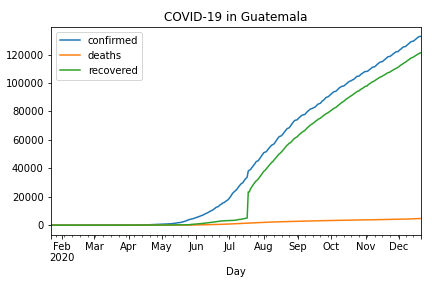 COVID-19 in Guatemala
confirmed
deaths
recovered
120000
100000
80000
60000
40000
20000
0
Feb Mar Apr May Jun Jul Aug Sep Oct Nov Dec
2020
Day